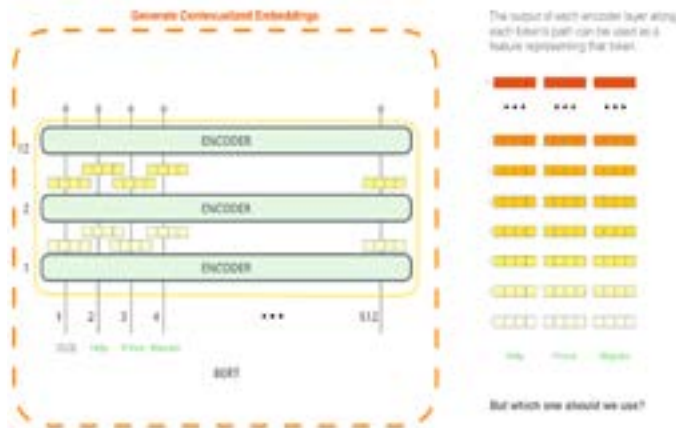 Generate Contextualized Embeddings
The output of each encoder layer along
each token's path can be used as a
feature representing that token.
ENCODER
12
ENCODER
2
ENCODER
1
1 2 3 4 512
[CLS] Help Prince Mayuko
BERT
Help Prince Mayuko
But which one should we use?